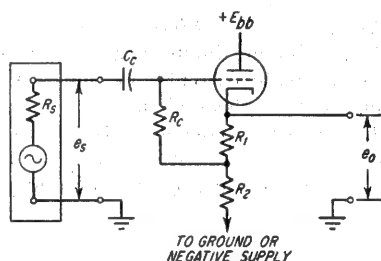 +E_bb
C_c
R_s
e_s
R_c
R_1
e_o
R_2
TO GROUND OR
NEGATIVE SUPPLY